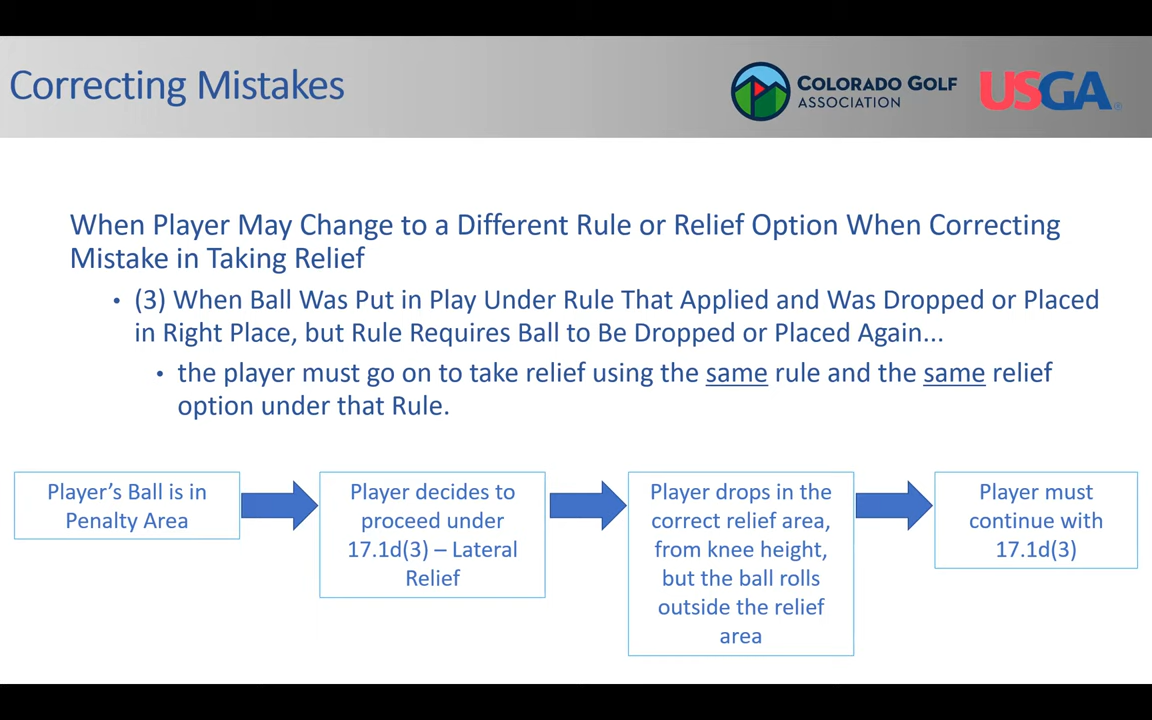 Correcting Mistakes
COLORADO GOLF
ASSOCIATION
USGA®
When Player May Change to a Different Rule or Relief Option When Correcting
Mistake in Taking Relief
• (3) When Ball Was Put in Play Under Rule That Applied and Was Dropped or Placed
in Right Place, but Rule Requires Ball to Be Dropped or Placed Again...
• the player must go on to take relief using the same rule and the same relief
option under that Rule.
Player’s Ball is in
Penalty Area
Player decides to
proceed under
17.1d(3) – Lateral
Relief
Player drops in the
correct relief area,
from knee height,
but the ball rolls
outside the relief
area
Player must
continue with
17.1d(3)